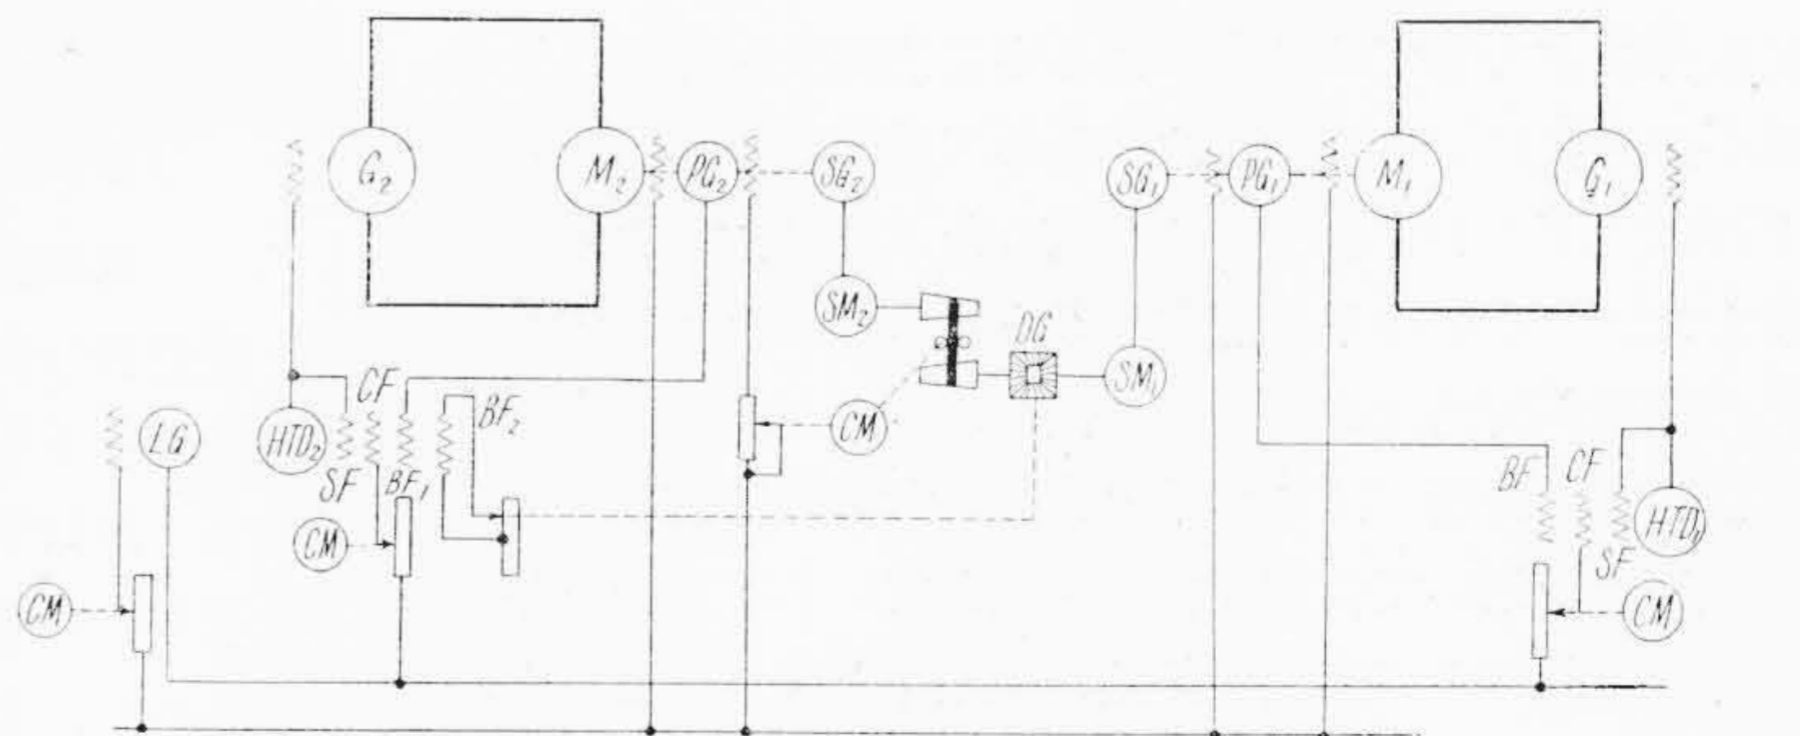 G₂
M₂
PG₂
SG₂
SG₁
PG₁
M₁
G₁
SM₂
DG
SM₁
CF
BF₂
LG
HTD₂
CM
SF
BF₁
BF
CF
HTD₁
CM
SF
CM
CM